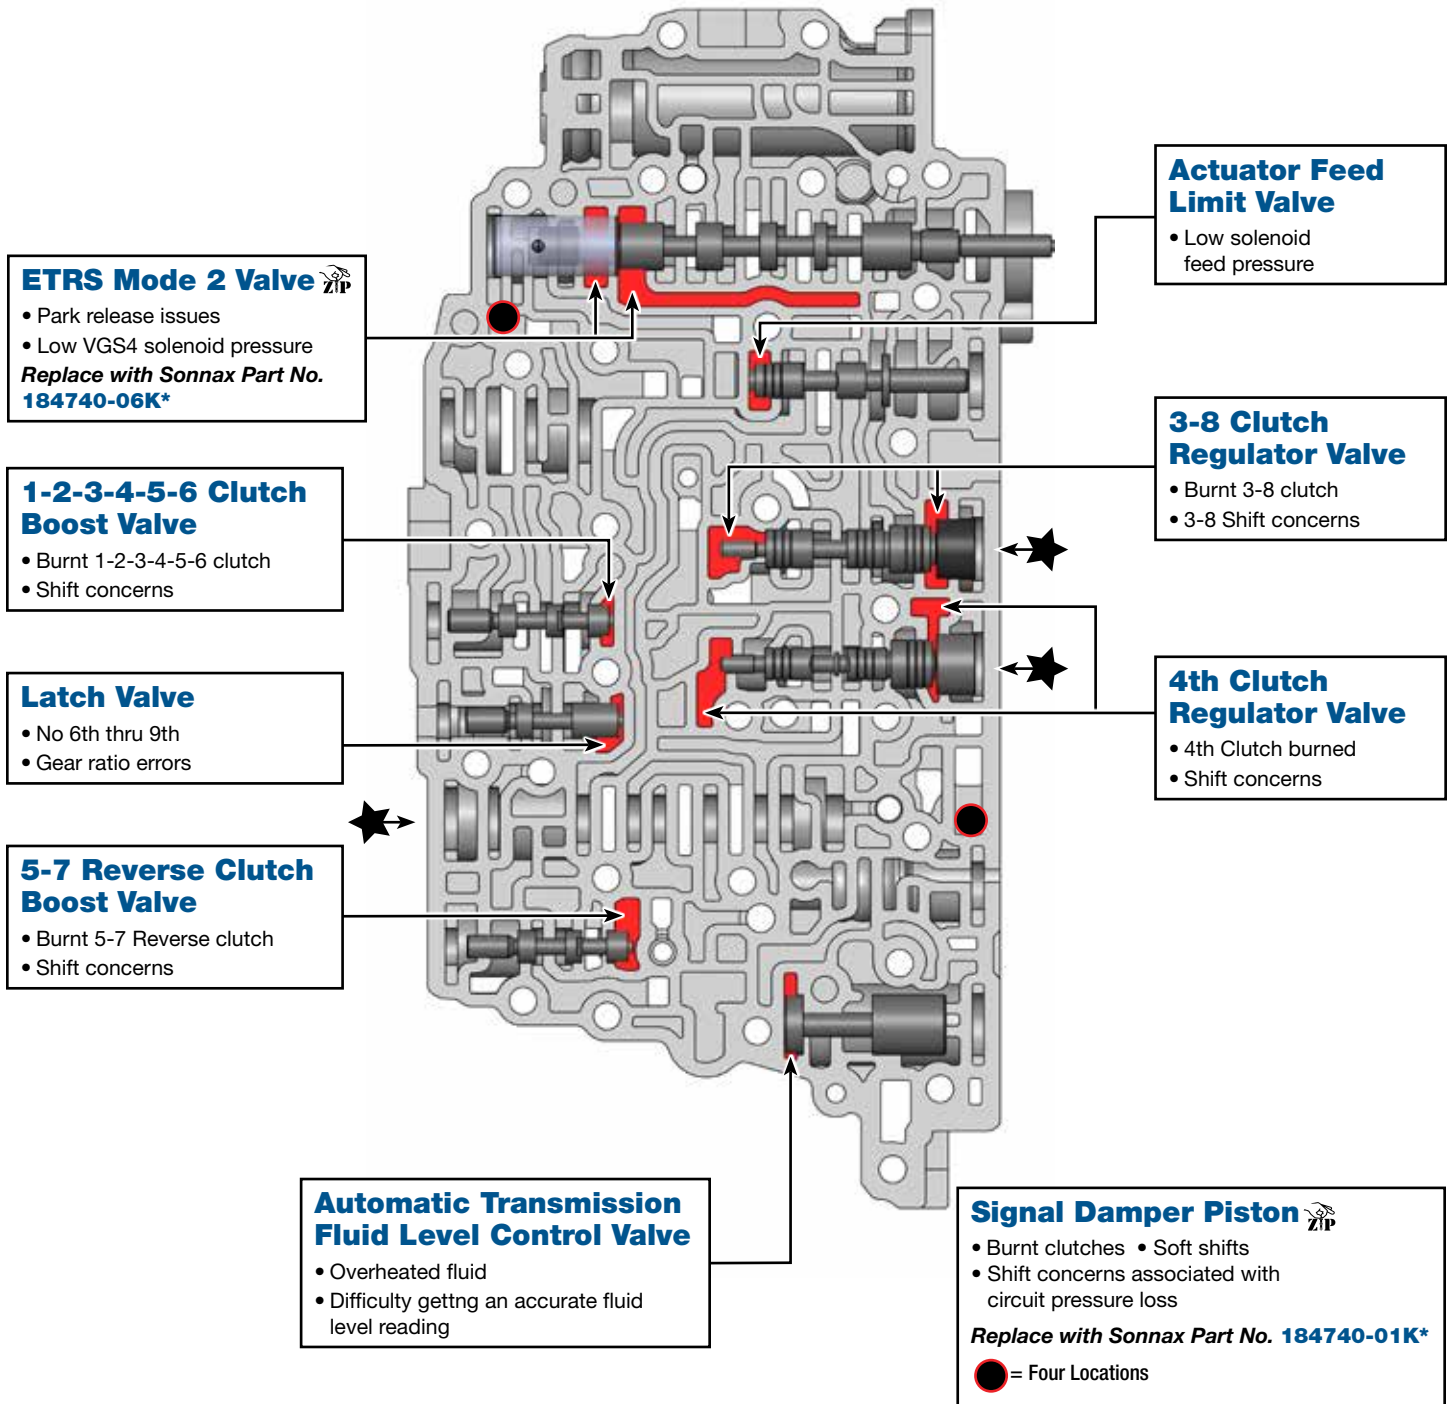 Actuator Feed
Limit Valve
• Low solenoid
feed pressure
ETRS Mode 2 Valve ZIP
• Park release issues
• Low VGS4 solenoid pressure
Replace with Sonnax Part No.
184740-06K*
3-8 Clutch
Regulator Valve
• Burnt 3-8 clutch
• 3-8 Shift concerns
1-2-3-4-5-6 Clutch
Boost Valve
• Burnt 1-2-3-4-5-6 clutch
• Shift concerns
Latch Valve
• No 6th thru 9th
• Gear ratio errors
4th Clutch
Regulator Valve
• 4th Clutch burned
• Shift concerns
5-7 Reverse Clutch
Boost Valve
• Burnt 5-7 Reverse clutch
• Shift concerns
Automatic Transmission
Fluid Level Control Valve
• Overheated fluid
• Difficulty gettng an accurate fluid
level reading
Signal Damper Piston ZIP
• Burnt clutches • Soft shifts
• Shift concerns associated with
circuit pressure loss
Replace with Sonnax Part No. 184740-01K*
= Four Locations